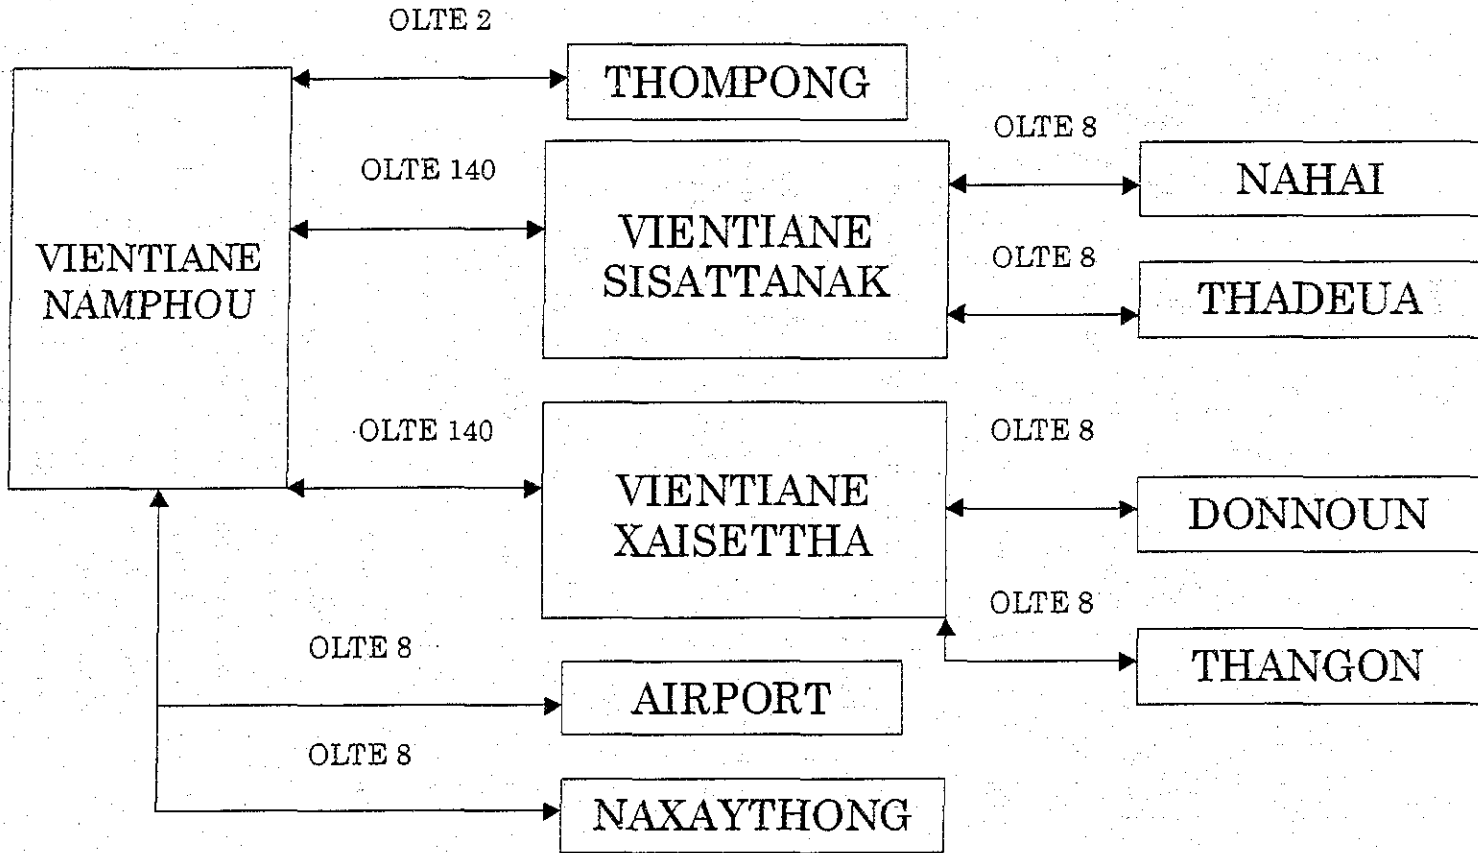 OLTE 2
THOMPONG
OLTE 140
VIENTIANE
NAMPHOU
VIENTIANE
SISATTANAK
OLTE 8
NAHAI
OLTE 8
THADEUA
OLTE 140
VIENTIANE
XAISETTHA
OLTE 8
DONNOUN
OLTE 8
THANGON
OLTE 8
AIRPORT
OLTE 8
NAXAYTHONG